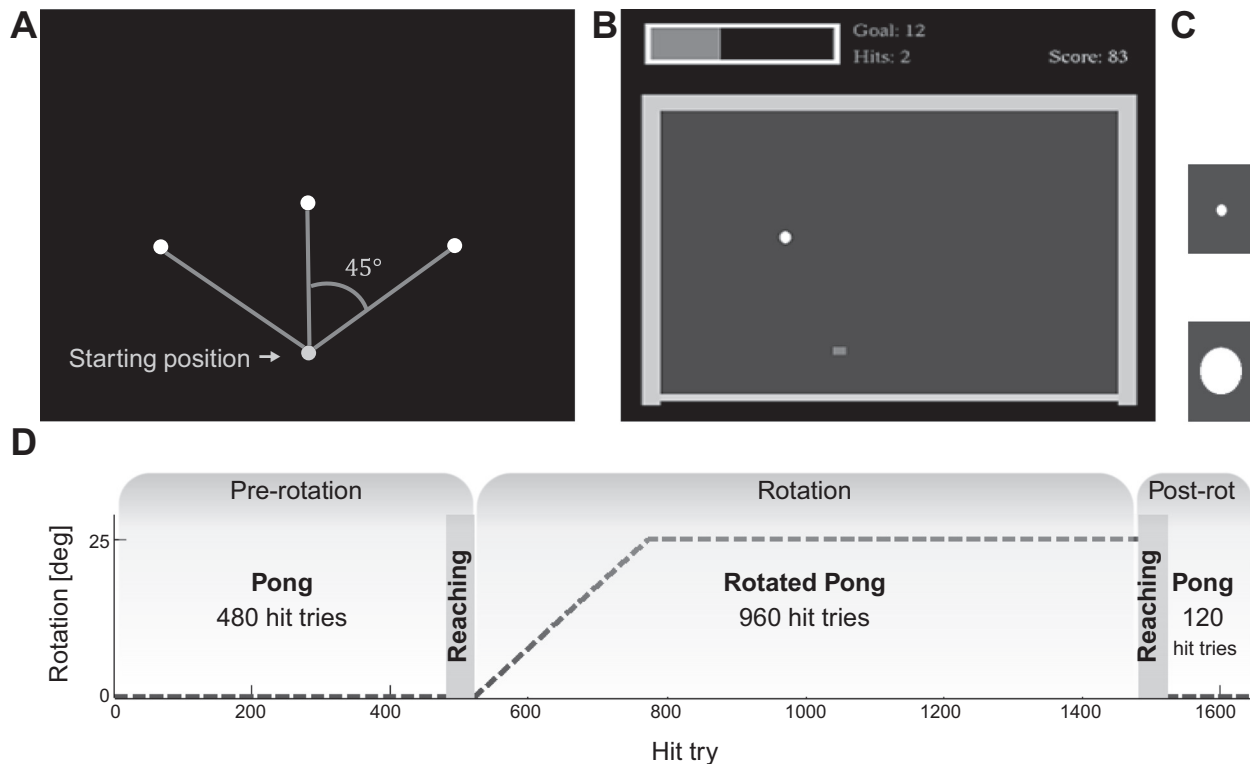 A
45°
Starting position →
B
Goal: 12
Hits: 2
Score: 83
C
D
Pre-rotation
Rotation
Post-rot
Rotation [deg]
25
0
Pong
480 hit tries
Reaching
Rotated Pong
960 hit tries
Reaching
Pong
120
hit tries
0
200
400
600
800
1000
1200
1400
1600
Hit try